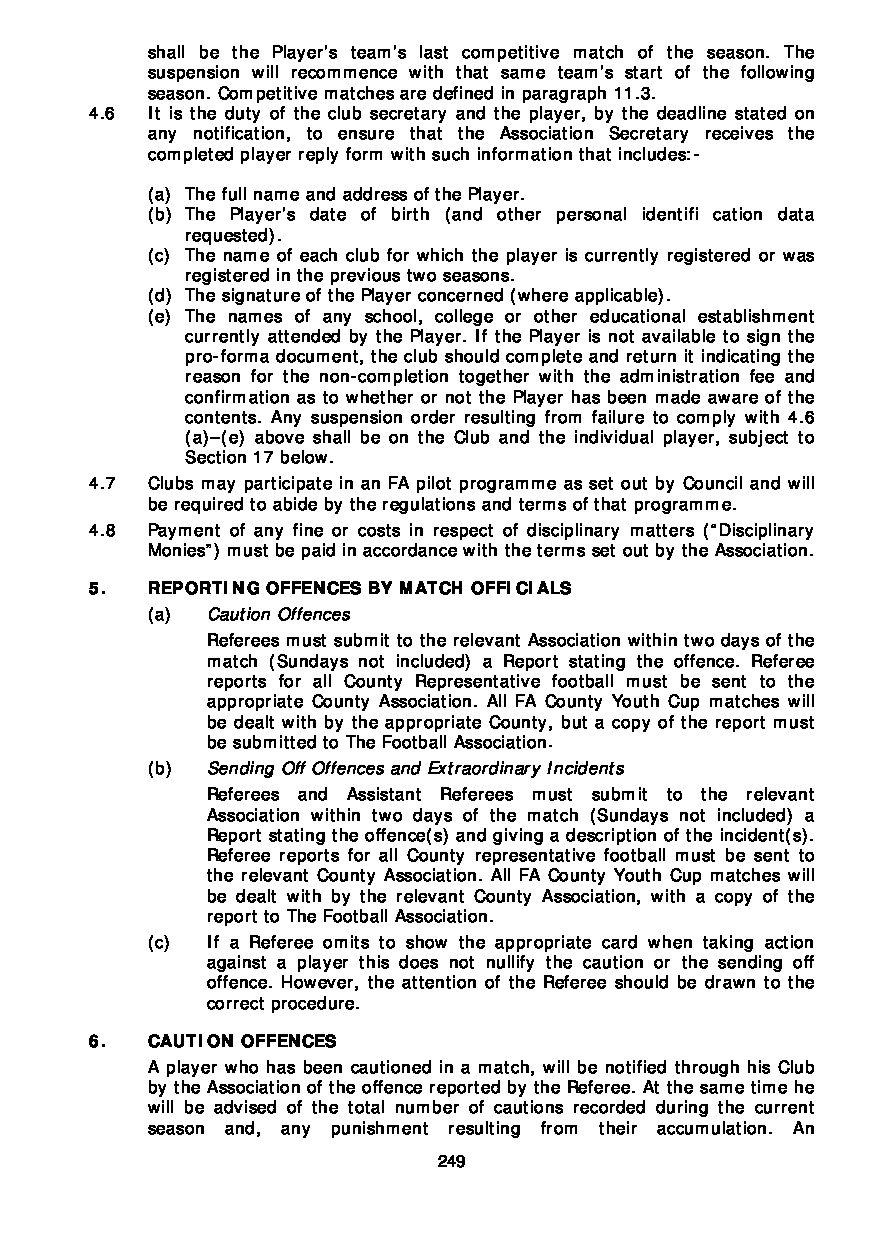 shall be the Player's team's last competitive match of the season. The
suspension will recommence with that same team's start of the following
season. Competitive matches are defined in paragraph 11.3.
4.6 It is the duty of the club secretary and the player, by the deadline stated on
any notification, to ensure that the Association Secretary receives the
completed player reply form with such information that includes:-
(a) The full name and address of the Player.
(b) The Player's date of birth (and other personal identifi cation data
requested).
(c) The name of each club for which the player is currently registered or was
registered in the previous two seasons.
(d) The signature of the Player concerned (where applicable).
(e) The names of any school, college or other educational establishment
currently attended by the Player. If the Player is not available to sign the
pro-forma document, the club should complete and return it indicating the
reason for the non-completion together with the administration fee and
confirmation as to whether or not the Player has been made aware of the
contents. Any suspension order resulting from failure to comply with 4.6
(a)–(e) above shall be on the Club and the individual player, subject to
Section 17 below.
4.7 Clubs may participate in an FA pilot programme as set out by Council and will
be required to abide by the regulations and terms of that programme.
4.8 Payment of any fine or costs in respect of disciplinary matters (“Disciplinary
Monies”) must be paid in accordance with the terms set out by the Association.
5. REPORTING OFFENCES BY MATCH OFFICIALS
(a) Caution Offences
Referees must submit to the relevant Association within two days of the
match (Sundays not included) a Report stating the offence. Referee
reports for all County Representative football must be sent to the
appropriate County Association. All FA County Youth Cup matches will
be dealt with by the appropriate County, but a copy of the report must
be submitted to The Football Association.
(b) Sending Off Offences and Extraordinary Incidents
Referees and Assistant Referees must submit to the relevant
Association within two days of the match (Sundays not included) a
Report stating the offence(s) and giving a description of the incident(s).
Referee reports for all County representative football must be sent to
the relevant County Association. All FA County Youth Cup matches will
be dealt with by the relevant County Association, with a copy of the
report to The Football Association.
(c) If a Referee omits to show the appropriate card when taking action
against a player this does not nullify the caution or the sending off
offence. However, the attention of the Referee should be drawn to the
correct procedure.
6. CAUTION OFFENCES
A player who has been cautioned in a match, will be notified through his Club
by the Association of the offence reported by the Referee. At the same time he
will be advised of the total number of cautions recorded during the current
season and, any punishment resulting from their accumulation. An
249